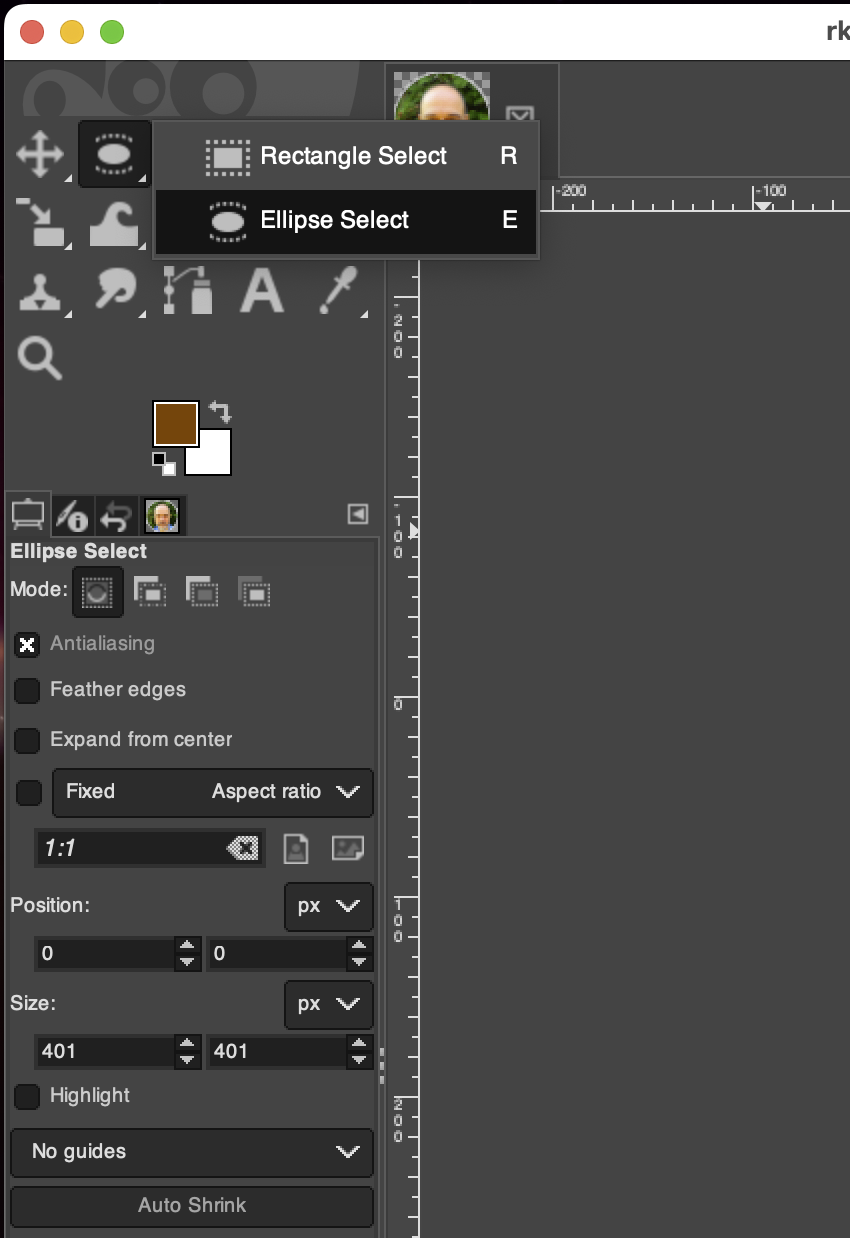 rk
Rectangle Select R
Ellipse Select E
-200
-100
A
-200
-100
0
100
200
Ellipse Select
Mode:
Antialiasing
Feather edges
Expand from center
Fixed Aspect ratio
1:1
Position: px
0 0
Size: px
401 401
Highlight
No guides
Auto Shrink